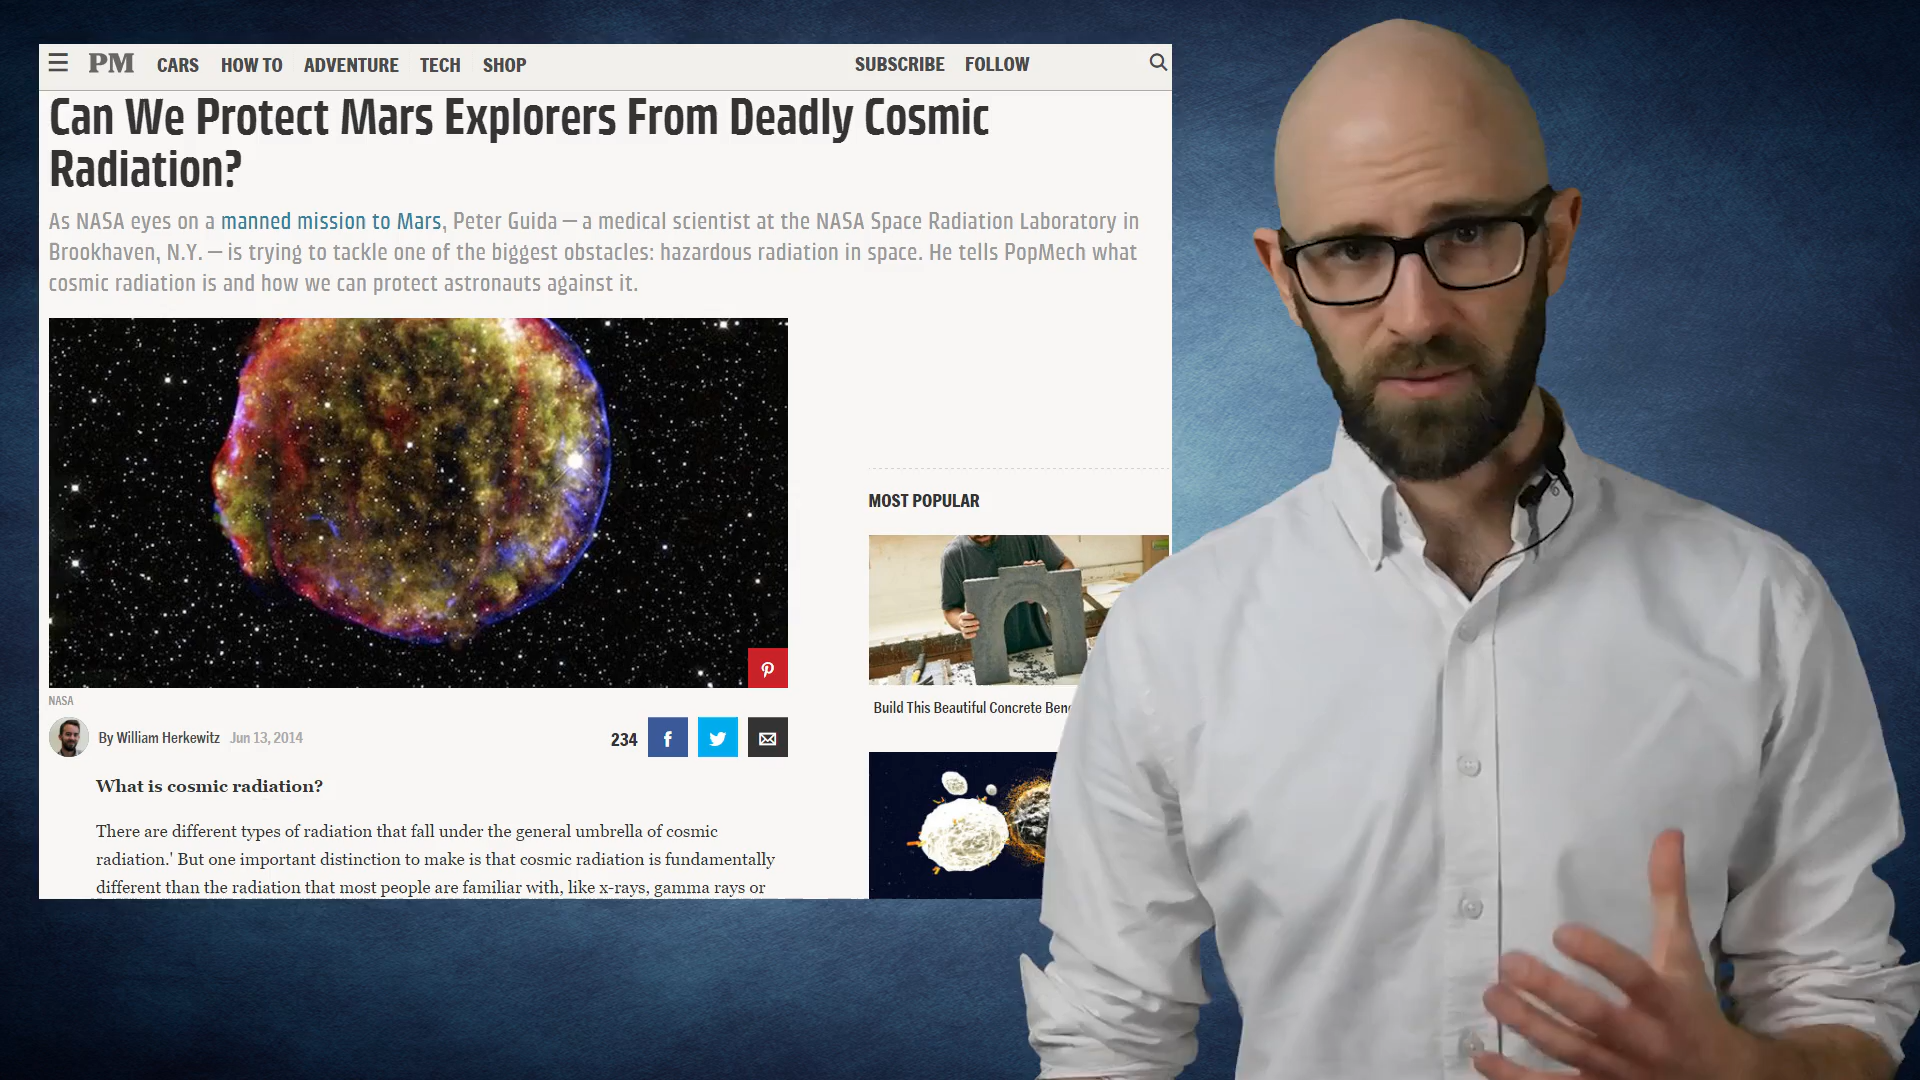 PM CARS HOW TO ADVENTURE TECH SHOP SUBSCRIBE FOLLOW
Can We Protect Mars Explorers From Deadly Cosmic
Radiation?
As NASA eyes on a manned mission to Mars, Peter Guida — a medical scientist at the NASA Space Radiation Laboratory in
Brookhaven, N.Y. — is trying to tackle one of the biggest obstacles: hazardous radiation in space. He tells PopMech what
cosmic radiation is and how we can protect astronauts against it.
MOST POPULAR
Build This Beautiful Concrete
NASA
By William Herkewitz Jun 13, 2014
234
What is cosmic radiation?
There are different types of radiation that fall under the general umbrella of cosmic
radiation.' But one important distinction to make is that cosmic radiation is fundamentally
different than the radiation that most people are familiar with, like x-rays, gamma rays or